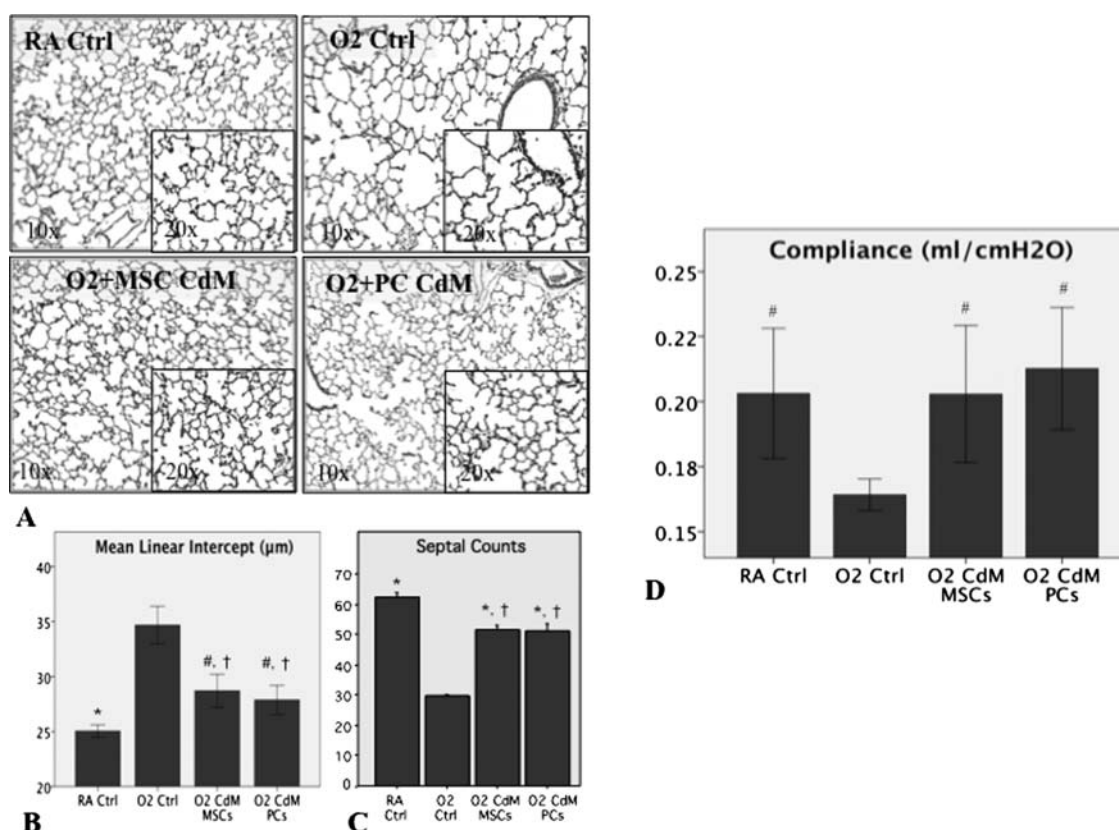 RA Ctrl
O2 Ctrl
10x
20x
10x
20x
O2+MSC CdM
O2+PC CdM
10x
20x
10x
20x
A
Mean Linear Intercept (µm)
40
35
30
25
20
*
#, †
#, †
RA Ctrl
O2 Ctrl
O2 CdM
MSCs
O2 CdM
PCs
B
Septal Counts
70
60
50
40
30
20
10
0
*
*, †
*, †
RA
Ctrl
O2
Ctrl
O2 CdM
MSCs
O2 CdM
PCs
C
Compliance (ml/cmH2O)
0.25
0.22
0.20
0.18
0.15
#
#
#
RA Ctrl
O2 Ctrl
O2 CdM
MSCs
O2 CdM
PCs
D